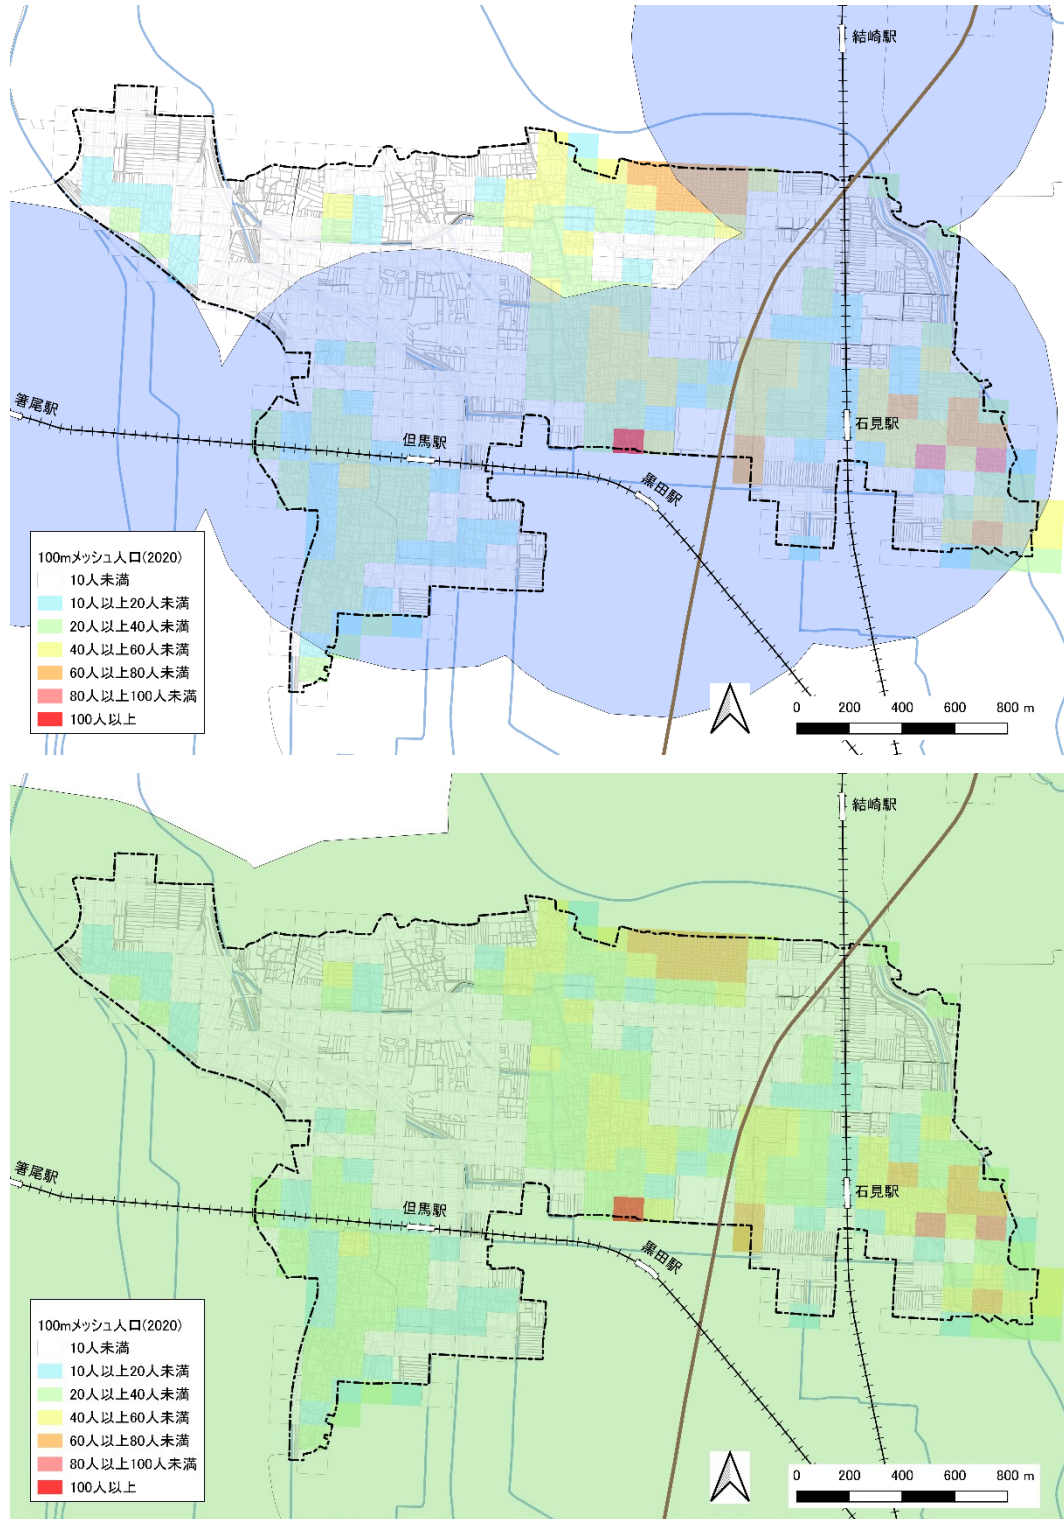 結崎駅
箸尾駅
但馬駅
石見駅
黒田駅
100mメッシュ人口(2020)
10人未満
10人以上20人未満
20人以上40人未満
40人以上60人未満
60人以上80人未満
80人以上100人未満
100人以上
0 200 400 600 800 m
結崎駅
箸尾駅
但馬駅
石見駅
黒田駅
100mメッシュ人口(2020)
10人未満
10人以上20人未満
20人以上40人未満
40人以上60人未満
60人以上80人未満
80人以上100人未満
100人以上
0 200 400 600 800 m